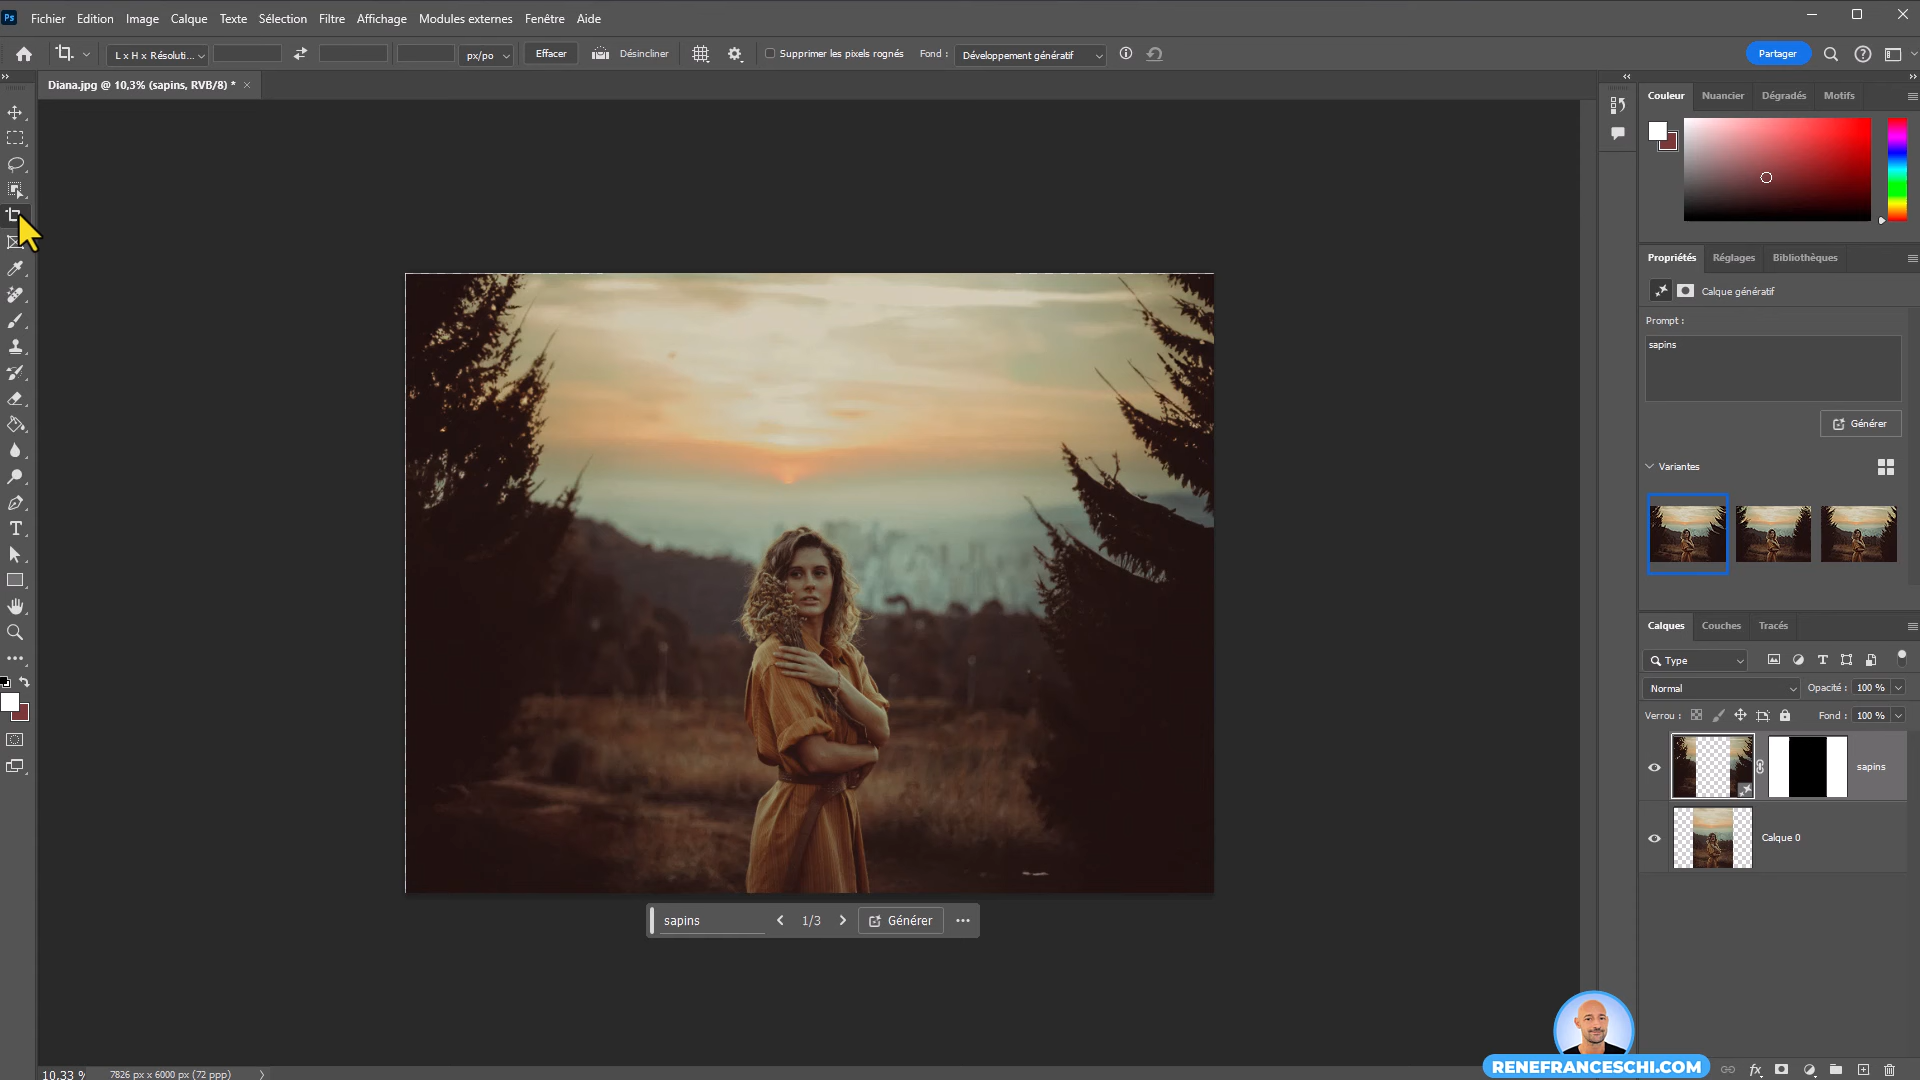 Ps Fichier Edition Image Calque Texte Sélection Filtre Affichage Modules externes Fenêtre Aide
L x H x Résoluti... px/po Effacer Désincliner Supprimer les pixels rognés Fond : Développement génératif Partager
Diana.jpg @ 10,3% (sapins, RVB/8) *
Couleur Nuancier Dégradés Motifs
Propriétés Réglages Bibliothèques
Calque génératif
Prompt :
sapins
Générer
Variantes
Calques Couches Tracés
Type
Normal Opacité : 100 %
Verrou : Fond : 100 %
sapins
Calque 0
sapins 1/3 Générer
RENEFRANCESCHI.COM
10,33 % 7826 px x 6000 px (72 ppp)